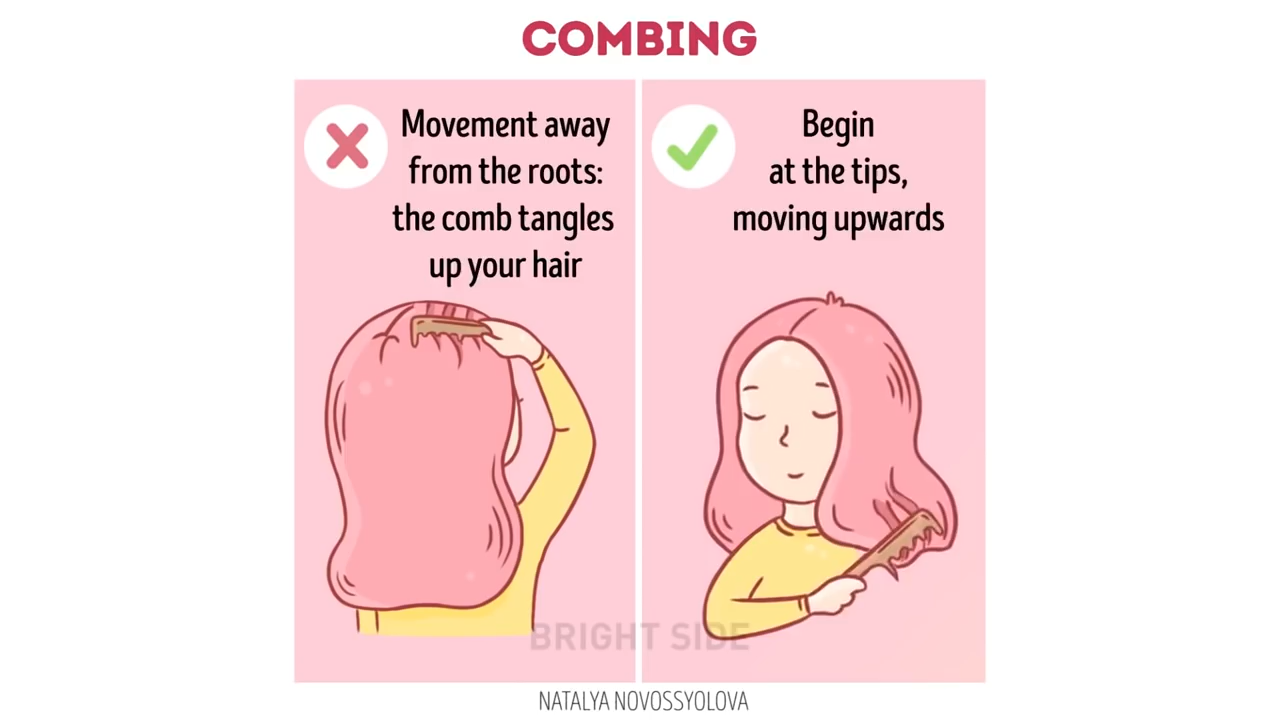 COMBING
Movement away
from the roots:
the comb tangles
up your hair
Begin
at the tips,
moving upwards
BRIGHT SIDE
NATALYA NOVOSSYOLOVA